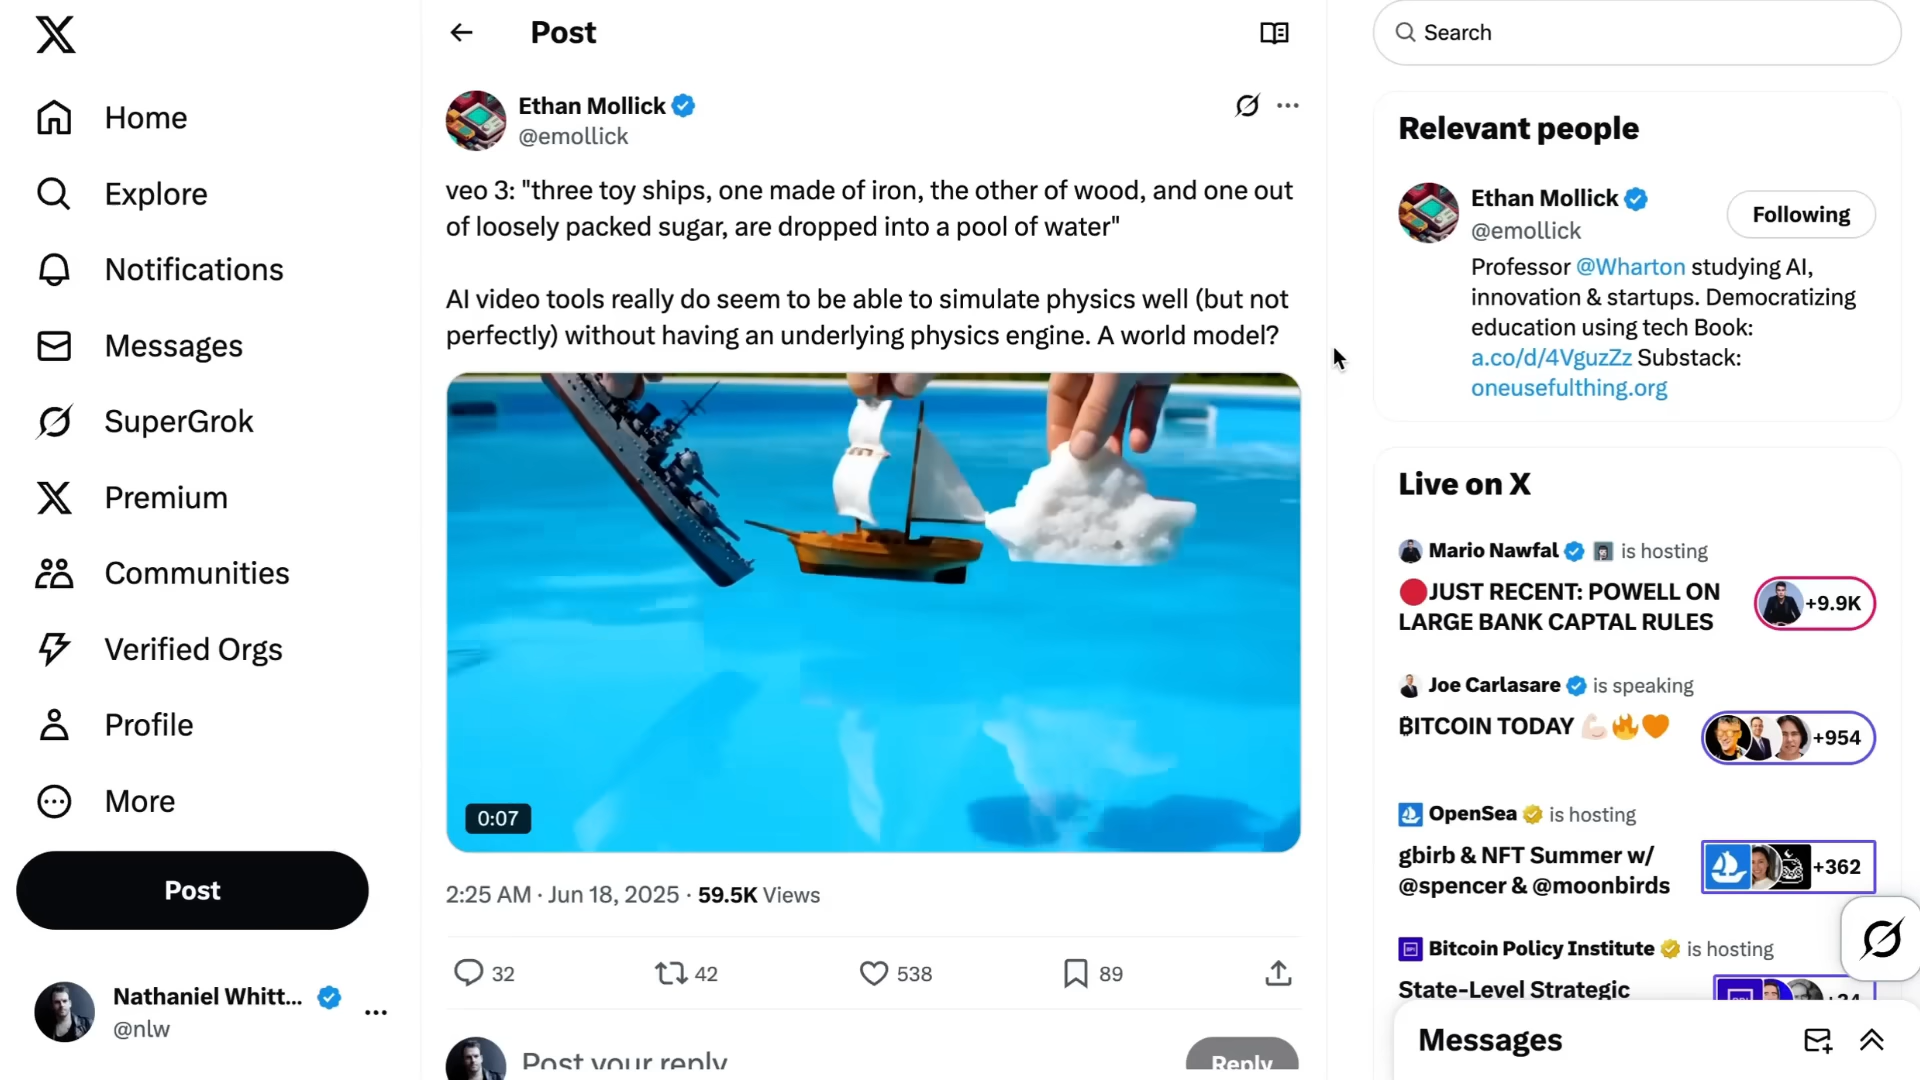 Home
Explore
Notifications
Messages
SuperGrok
Premium
Communities
Verified Orgs
Profile
More
Post
Nathaniel Whitt...
@nlw
Post
Ethan Mollick
@emollick
veo 3: "three toy ships, one made of iron, the other of wood, and one out
of loosely packed sugar, are dropped into a pool of water"
AI video tools really do seem to be able to simulate physics well (but not
perfectly) without having an underlying physics engine. A world model?
0:07
2:25 AM · Jun 18, 2025 · 59.5K Views
32
42
538
89
Post your reply
Reply
Search
Relevant people
Ethan Mollick
Following
@emollick
Professor @Wharton studying AI,
innovation & startups. Democratizing
education using tech Book:
a.co/d/4VguzZz Substack:
oneusefulthing.org
Live on X
Mario Nawfal is hosting
JUST RECENT: POWELL ON
LARGE BANK CAPTAL RULES
+9.9K
Joe Carlasare is speaking
₿ITCOIN TODAY
+954
OpenSea is hosting
gbirb & NFT Summer w/
@spencer & @moonbirds
+362
Bitcoin Policy Institute is hosting
State-Level Strategic
Messages